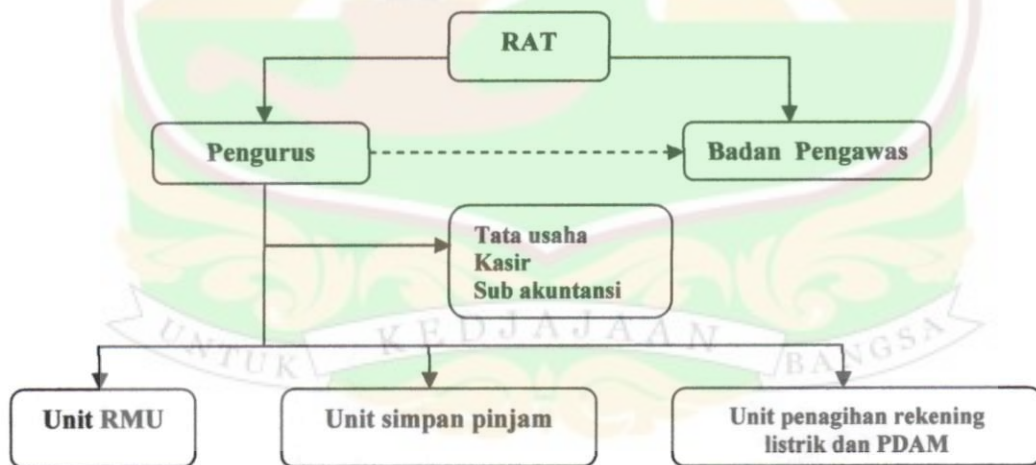 RAT
Pengurus
Badan Pengawas
Tata usaha
Kasir
Sub akuntansi
UNTUK KEDJAJAAN BANGSA
Unit RMU
Unit simpan pinjam
Unit penagihan rekening
listrik dan PDAM